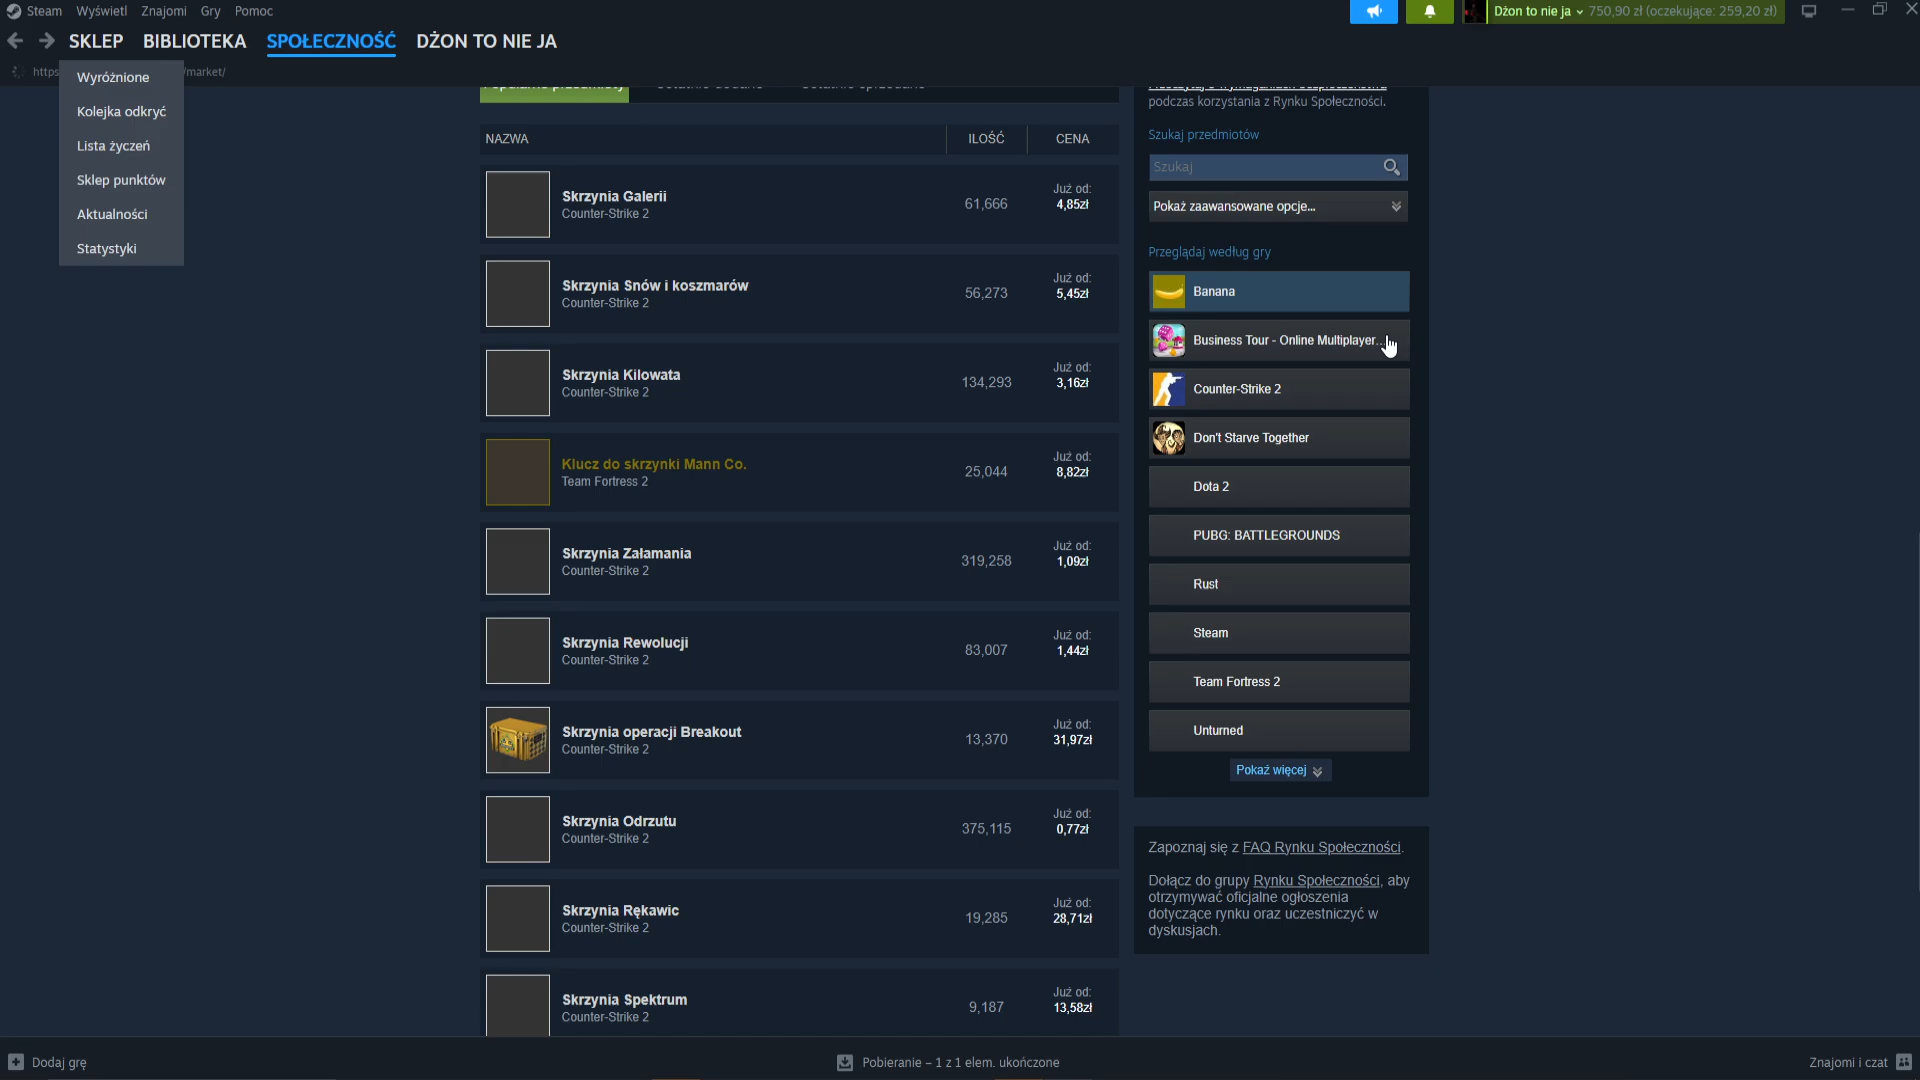 Steam Wyświetl Znajomi Gry Pomoc
Dżon to nie ja 750,90 zł (oczekujące: 259,20 zł)
SKLEP BIBLIOTEKA SPOŁECZNOŚĆ DŻON TO NIE JA
https /market/
Wyróżnione
Kolejka odkryć
Lista życzeń
Sklep punktów
Aktualności
Statystyki
Popularne przedmioty Ostatnio dodane Ostatnio sprzedane
NAZWA ILOŚĆ CENA
Skrzynia Galerii
Counter-Strike 2
61,666
Już od:
4,85zł
Skrzynia Snów i koszmarów
Counter-Strike 2
56,273
Już od:
5,45zł
Skrzynia Kilowata
Counter-Strike 2
134,293
Już od:
3,16zł
Klucz do skrzynki Mann Co.
Team Fortress 2
25,044
Już od:
8,82zł
Skrzynia Załamania
Counter-Strike 2
319,258
Już od:
1,09zł
Skrzynia Rewolucji
Counter-Strike 2
83,007
Już od:
1,44zł
Skrzynia operacji Breakout
Counter-Strike 2
13,370
Już od:
31,97zł
Skrzynia Odrzutu
Counter-Strike 2
375,115
Już od:
0,77zł
Skrzynia Rękawic
Counter-Strike 2
19,285
Już od:
28,71zł
Skrzynia Spektrum
Counter-Strike 2
9,187
Już od:
13,58zł
podczas korzystania z Rynku Społeczności.
Szukaj przedmiotów
Szukaj
Pokaż zaawansowane opcje...
Przeglądaj według gry
Banana
Business Tour - Online Multiplayer...
Counter-Strike 2
Don't Starve Together
Dota 2
PUBG: BATTLEGROUNDS
Rust
Steam
Team Fortress 2
Unturned
Pokaż więcej
Zapoznaj się z FAQ Rynku Społeczności.
Dołącz do grupy Rynku Społeczności, aby
otrzymywać oficjalne ogłoszenia
dotyczące rynku oraz uczestniczyć w
dyskusjach.
Dodaj grę
Pobieranie – 1 z 1 elem. ukończone
Znajomi i czat